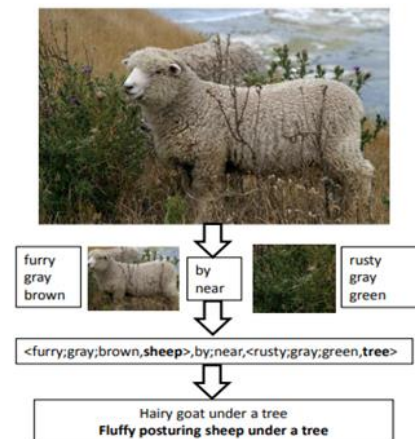 furry
gray
brown
by
near
rusty
gray
green
<furry;gray;brown,sheep>,by;near,<rusty;gray;green,tree>
Hairy goat under a tree
Fluffy posturing sheep under a tree